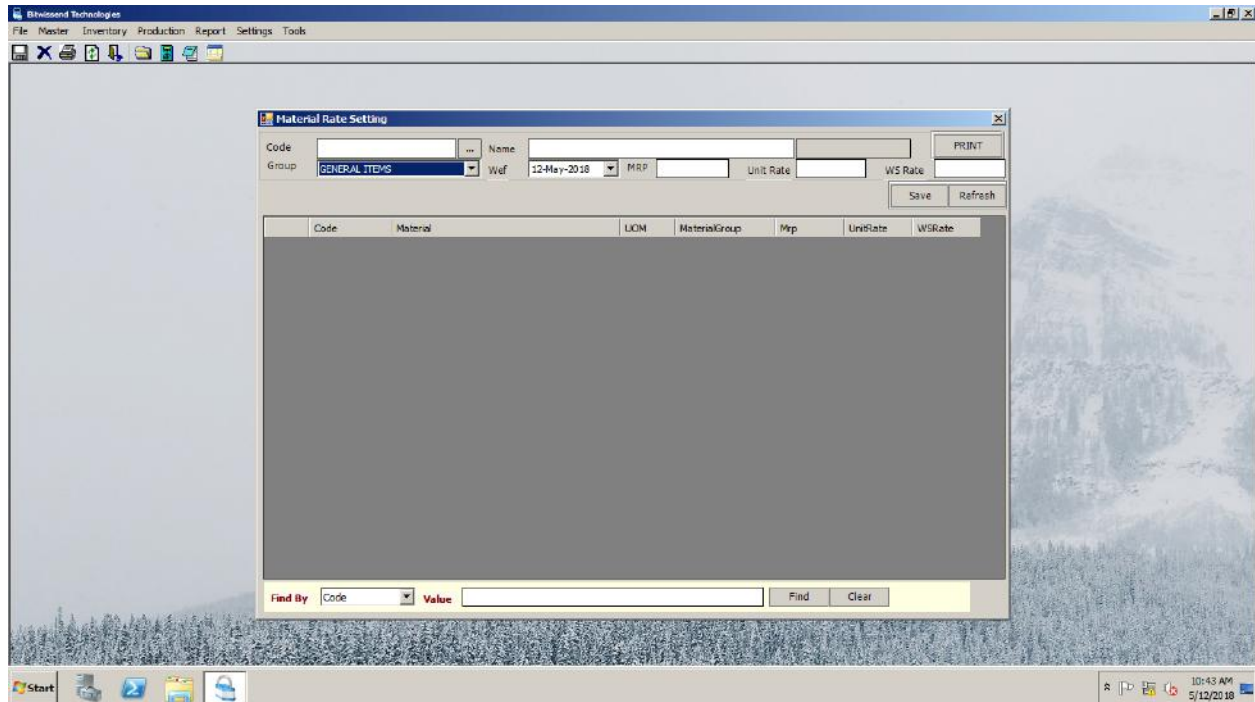 Bitwissend Technologies
File Master Inventory Production Report Settings Tools
Material Rate Setting
Code ... Name PRINT
Group GENERAL ITEMS Wef 12-May-2018 MRP Unit Rate WS Rate
Save Refresh
Code Material UOM MaterialGroup Mrp UnitRate WSRate
Find By Code Value Find Clear
Start 10:43 AM
5/12/2018